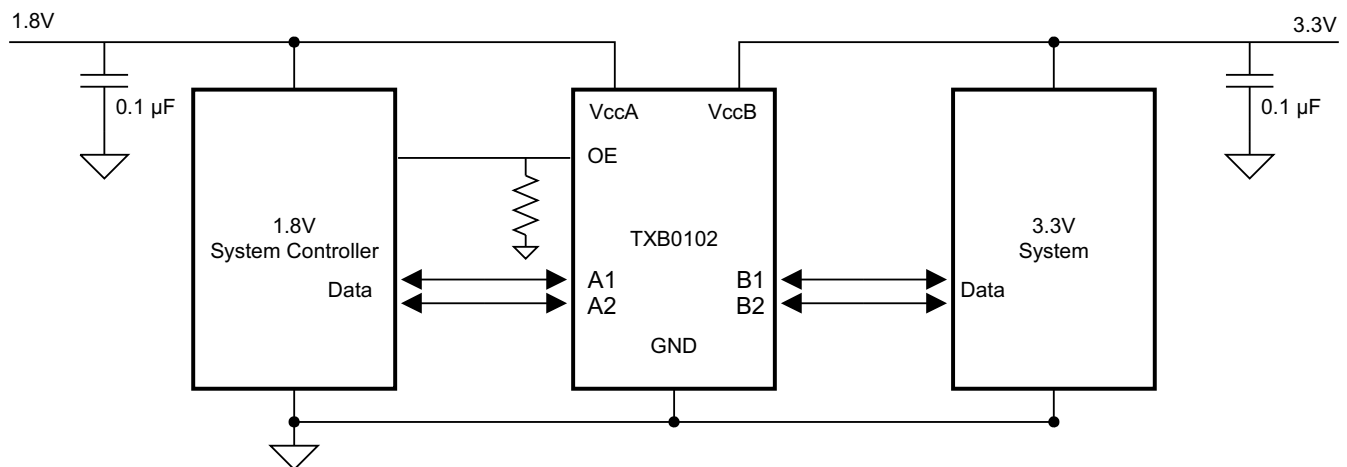 1.8V
3.3V
0.1 µF
0.1 µF
VccA
VccB
OE
1.8V
System Controller
Data
TXB0102
A1
A2
B1
B2
GND
3.3V
System
Data